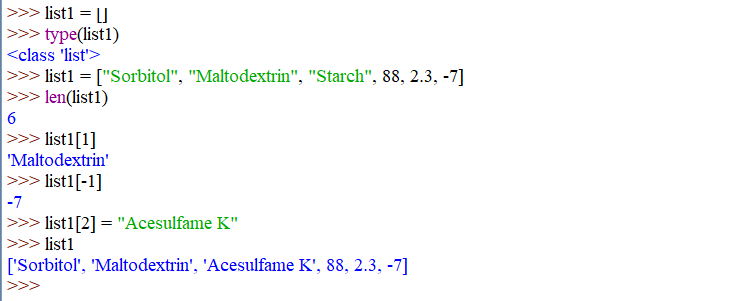 >>> list1 = []
>>> type(list1)
<class 'list'>
>>> list1 = ["Sorbitol", "Maltodextrin", "Starch", 88, 2.3, -7]
>>> len(list1)
6
>>> list1[1]
'Maltodextrin'
>>> list1[-1]
-7
>>> list1[2] = "Acesulfame K"
>>> list1
['Sorbitol', 'Maltodextrin', 'Acesulfame K', 88, 2.3, -7]
>>>